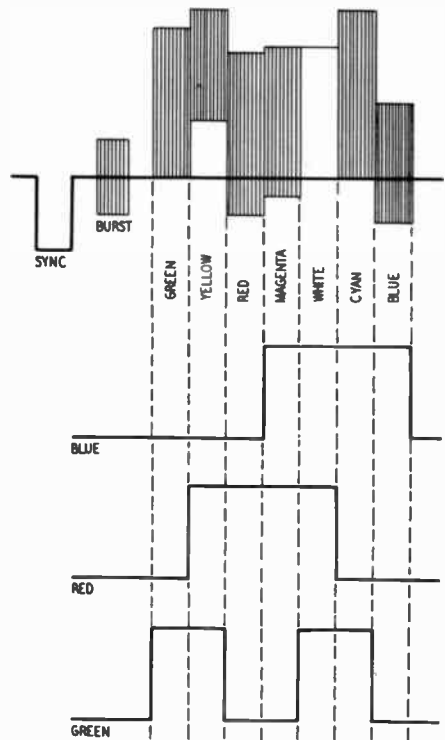 BURST
SYNC
GREEN
YELLOW
RED
MAGENTA
WHITE
CYAN
BLUE
BLUE
RED
GREEN